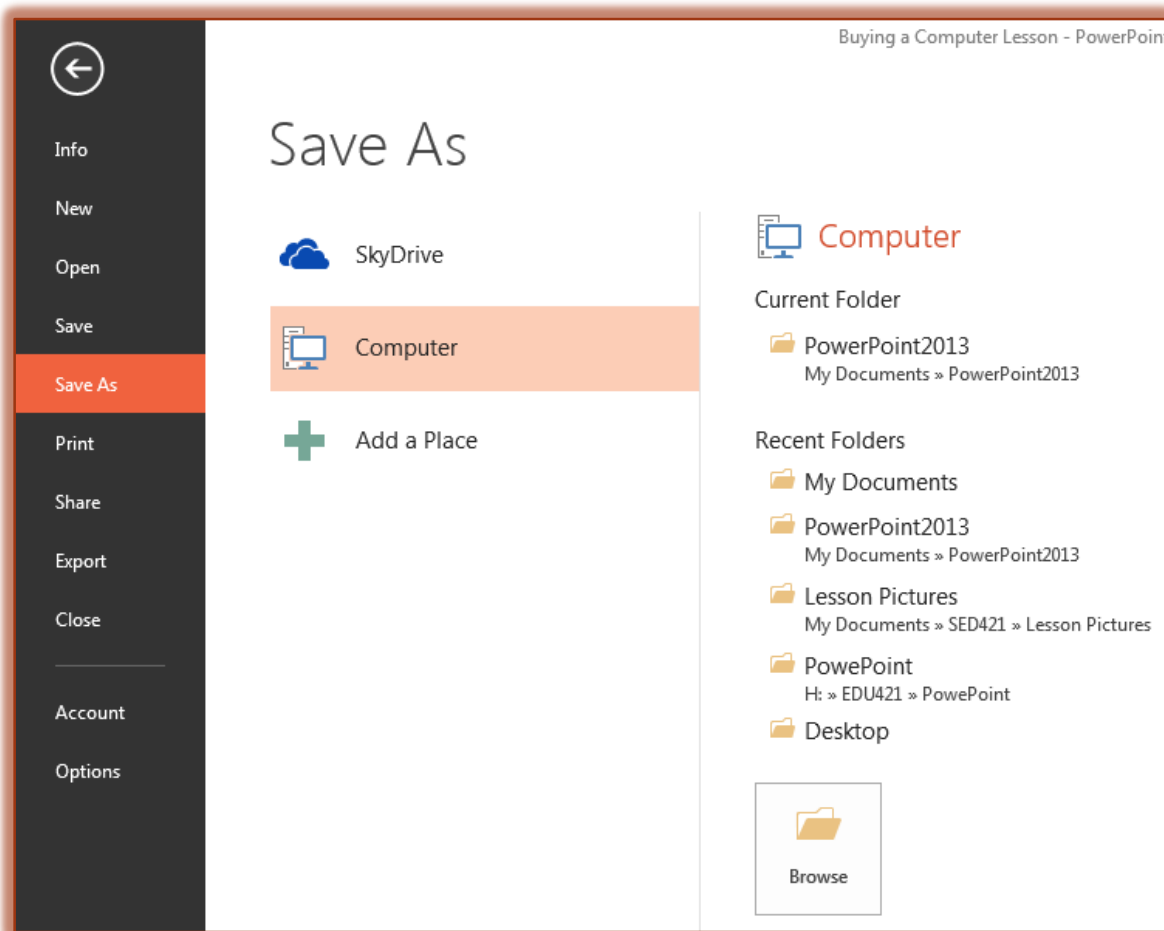 Buying a Computer Lesson - PowerPoin
Info
New
Open
Save
Save As
Print
Share
Export
Close
Account
Options
Save As
SkyDrive
Computer
Add a Place
Computer
Current Folder
PowerPoint2013
My Documents » PowerPoint2013
Recent Folders
My Documents
PowerPoint2013
My Documents » PowerPoint2013
Lesson Pictures
My Documents » SED421 » Lesson Pictures
PowePoint
H: » EDU421 » PowePoint
Desktop
Browse